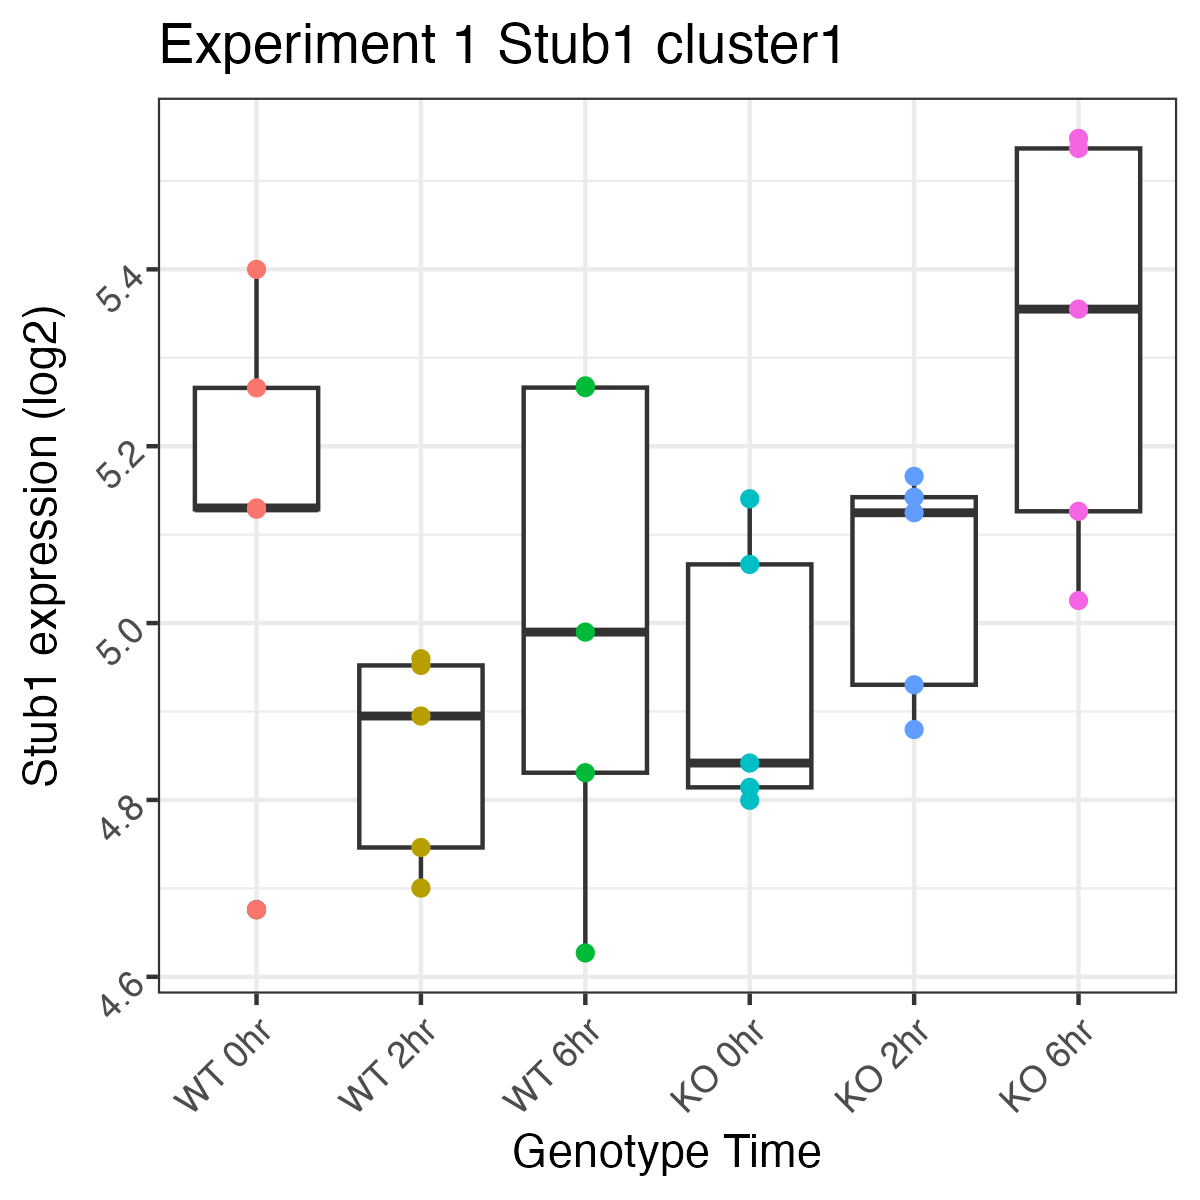 Experiment 1 Stub1 cluster1
Stub1 expression (log2)
5.4
5.2
5.0
4.8
4.6
WT 0hr
WT 2hr
WT 6hr
KO 0hr
KO 2hr
KO 6hr
Genotype Time